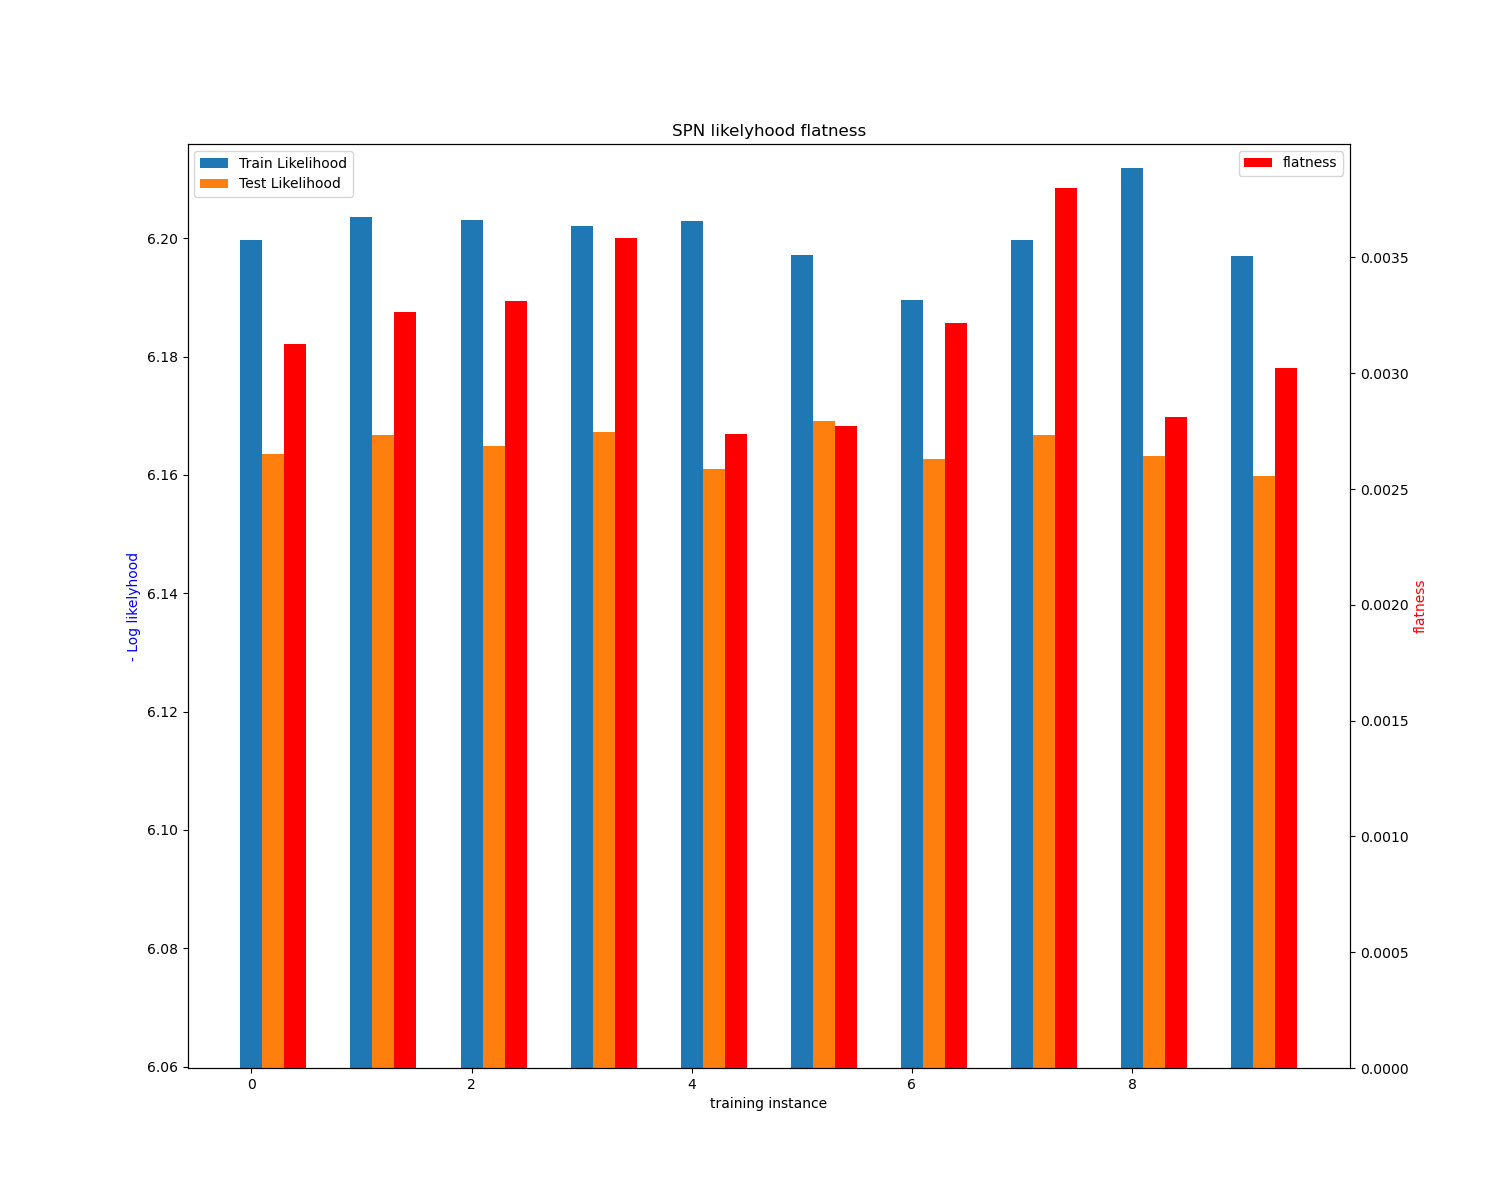 SPN likelyhood flatness
Train Likelihood
Test Likelihood
flatness
6.20
6.18
6.16
6.14
6.12
6.10
6.08
6.06
- Log likelyhood
0.0035
0.0030
0.0025
0.0020
0.0015
0.0010
0.0005
0.0000
flatness
0 2 4 6 8
training instance